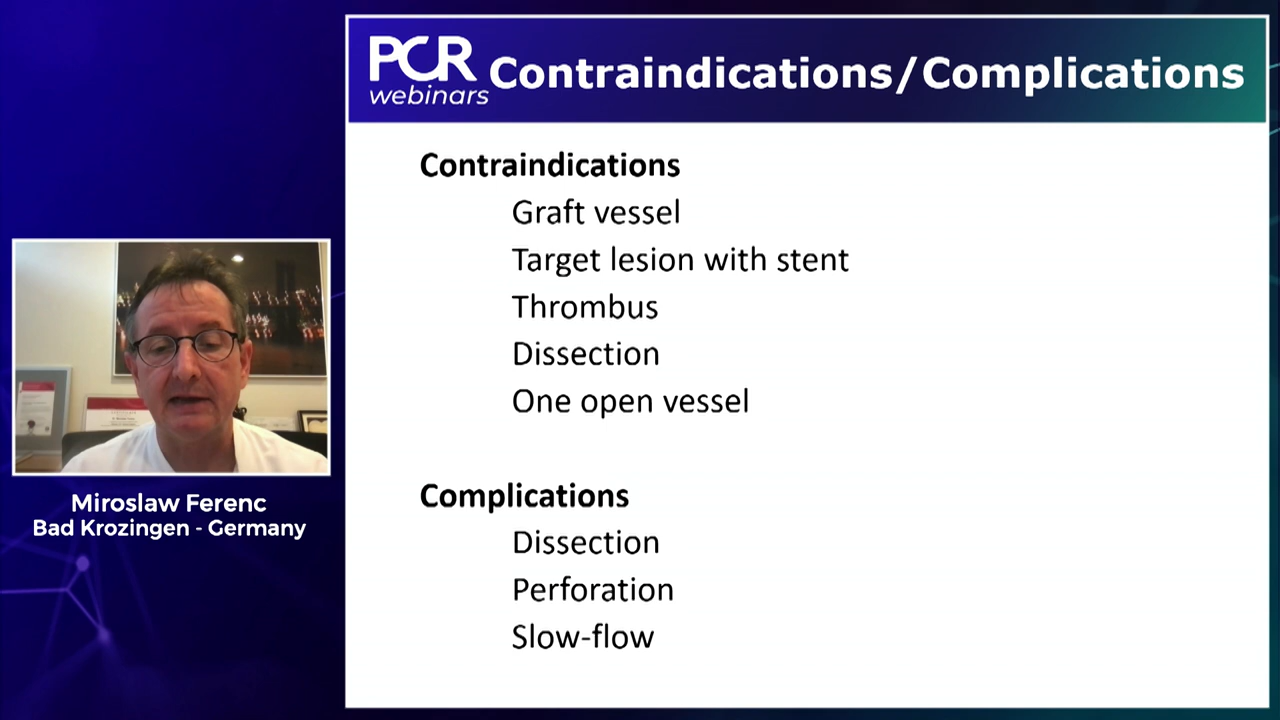 PCR
webinars
Contraindications/Complications
Contraindications
Graft vessel
Target lesion with stent
Thrombus
Dissection
One open vessel
Complications
Dissection
Perforation
Slow-flow
Miroslaw Ferenc
Bad Krozingen - Germany